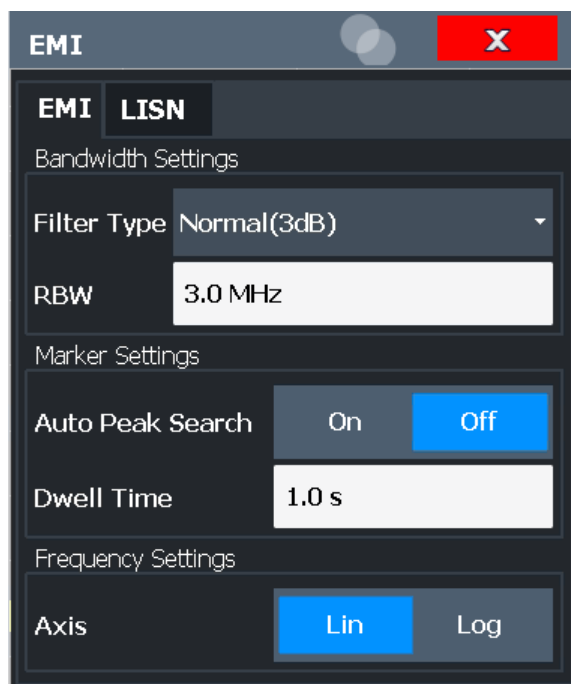 EMI X
EMI LISN
Bandwidth Settings
Filter Type Normal(3dB)
RBW 3.0 MHz
Marker Settings
Auto Peak Search On Off
Dwell Time 1.0 s
Frequency Settings
Axis Lin Log